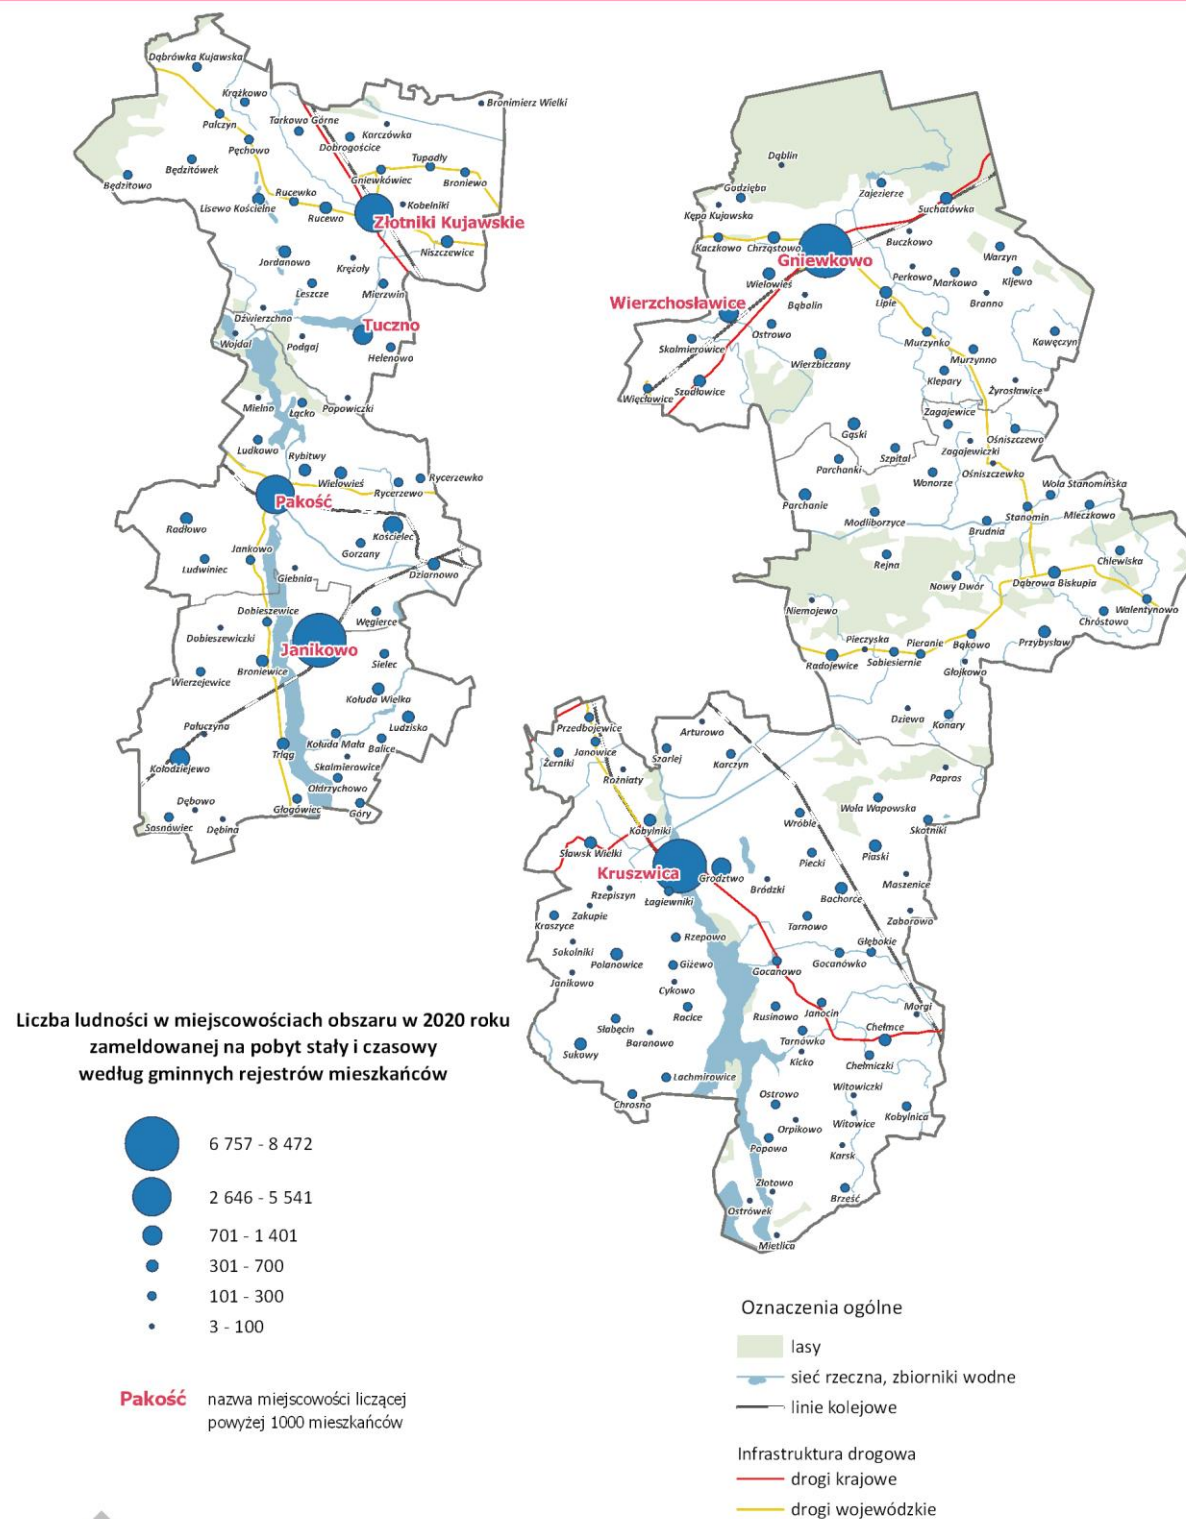 Dąbrówka Kujawska
Krążkowo
Bronimierz Wielki
Palczyn
Tarkowo Górne
Karczówka
Dobrogościce
Pęchowo
Tupadły
Będzitówek
Gniewkówiec
Broniewo
Będzitowo
Rucewko
Kobelniki
Lisewo Kościelne
Rucewo
Złotniki Kujawskie
Niszczewice
Jordanowo
Krężoły
Leszcze
Mierzwin
Dźwierzchno
Tuczno
Wojdal
Podgaj
Helenowo
Mielno
Łącko
Popowiczki
Ludkowo
Rybitwy
Wielowieś
Rycerzewko
Rycerzewo
Pakość
Radłowo
Kościelec
Jankowo
Gorzany
Ludwiniec
Giebnia
Dziarnowo
Dobieszewice
Węgierce
Dobieszewiczki
Janikowo
Sielec
Broniewice
Wierzejewice
Kołuda Wielka
Ludzisko
Pałuczyna
Kołuda Mała
Balice
Trląg
Skalmierowice
Kołodziejewo
Ołdrzychowo
Dębowo
Głogówiec
Góry
Sosnówiec
Dębina
Dąblin
Gadzięba
Zajezierze
Kępa Kujawska
Suchatówka
Buczkowo
Kaczkowo
Chrząstowo
Warzyn
Gniewkowo
Perkowo
Kijewo
Markowo
Wielowieś
Wierzchosławice
Bąbolin
Lipie
Branno
Ostrowo
Skalmierowice
Murzynko
Kawęczyn
Wierzbiczany
Murzynno
Szadłowice
Klepary
Więcławice
Żyrosławice
Zagajewice
Gąski
Ośniszczewo
Szpital
Zagajewiczki
Parchanki
Ośniszczewko
Wonorze
Wola Stanomińska
Parchanie
Stanomin
Mleczkowo
Modliborzyce
Brudnia
Rejna
Chlewiska
Nowy Dwór
Dąbrowa Biskupia
Niemojewo
Walentynowo
Chróstowo
Pieczyska
Pieranie
Bąkowo
Przybysław
Radojewice
Sobiesiernie
Głojkowo
Dziewa
Konary
Przedbojewice
Arturowo
Janowice
Szarlej
Żerniki
Karczyn
Rożniaty
Papros
Wola Wapowska
Kobylniki
Wróble
Skotniki
Sławsk Wielki
Piecki
Piaski
Kruszwica
Grodztwo
Bródzki
Maszenice
Rzepiszyn
Łagiewniki
Bachorce
Zakupie
Zaborowo
Kraszyce
Tarnowo
Rzepowo
Głębokie
Sokolniki
Polanowice
Giżewo
Gocanowo
Gocanówko
Janikowo
Cykowo
Racice
Rusinowo
Janocin
Morgi
Słabęcin
Baranowo
Tarnówko
Chełmce
Sukowy
Kicko
Chełmiczki
Lachmirowice
Witowiczki
Chrosno
Ostrowo
Kobylnica
Orpikowo
Witowice
Popowo
Karsk
Złotowo
Brześć
Ostrówek
Mietlica
Liczba ludności w miejscowościach obszaru w 2020 roku
zameldowanej na pobyt stały i czasowy
według gminnych rejestrów mieszkańców
6 757 - 8 472
2 646 - 5 541
701 - 1 401
301 - 700
101 - 300
3 - 100
Pakość nazwa miejscowości liczącej
powyżej 1000 mieszkańców
Oznaczenia ogólne
lasy
sieć rzeczna, zbiorniki wodne
linie kolejowe
Infrastruktura drogowa
drogi krajowe
drogi wojewódzkie